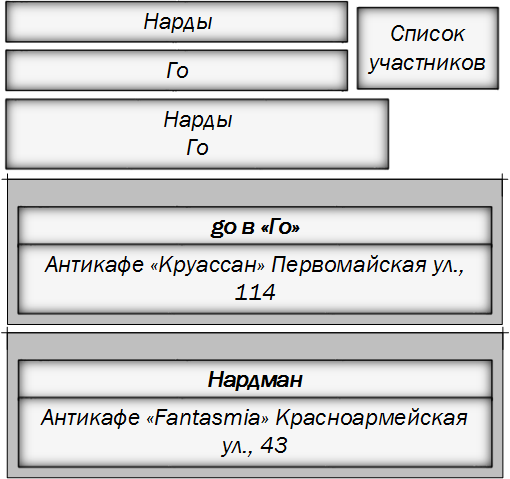 Нарды
Го
Список
участников
Нарды
Го
go в «Го»
Антикафе «Круассан» Первомайская ул.,
114
Нардман
Антикафе «Fantasmia» Красноармейская
ул., 43